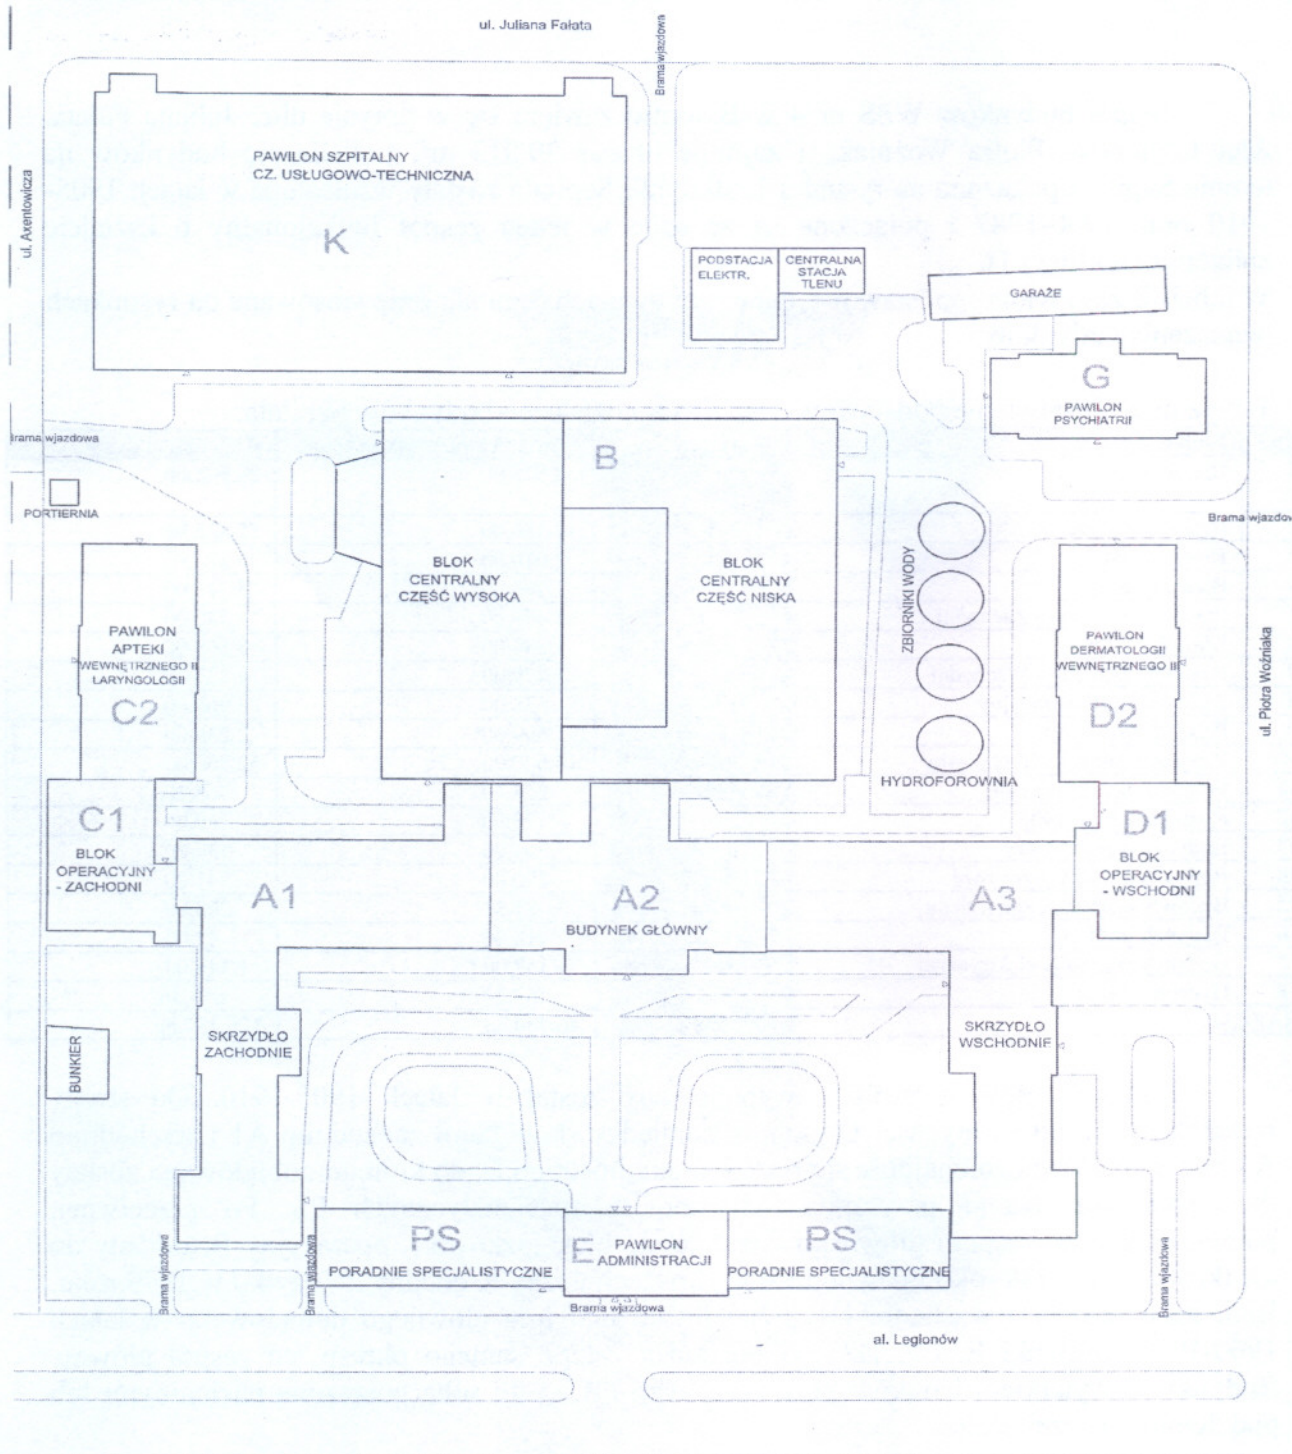 ul. Juliana Fałata
Brama wjazdowa
ul. Axentowicza
PAWILON SZPITALNY
CZ. USŁUGOWO-TECHNICZNA
K
PODSTACJA
ELEKTR.
CENTRALNA
STACJA
TLENU
GARAŻE
G
PAWILON
PSYCHIATRII
Brama wjazdowa
PORTIERNIA
B
BLOK
CENTRALNY
CZĘŚĆ WYSOKA
BLOK
CENTRALNY
CZĘŚĆ NISKA
ZBIORNIKI WODY
HYDROFOROWNIA
Brama wjazdow
PAWILON
APTEKI
WEWNĘTRZNEGO II
LARYNGOLOGII
C2
PAWILON
DERMATOLOGII
WEWNĘTRZNEGO III
D2
ul. Piotra Woźniaka
C1
BLOK
OPERACYJNY
- ZACHODNI
D1
BLOK
OPERACYJNY
- WSCHODNI
A1
A2
BUDYNEK GŁÓWNY
A3
BUNKIER
SKRZYDŁO
ZACHODNIE
SKRZYDŁO
WSCHODNIE
PS
PORADNIE SPECJALISTYCZNE
E
PAWILON
ADMINISTRACJI
PS
PORADNIE SPECJALISTYCZNE
Brama wjazdowa
Brama wjazdowa
Brama wjazdowa
Brama wjazdowa
al. Legionów